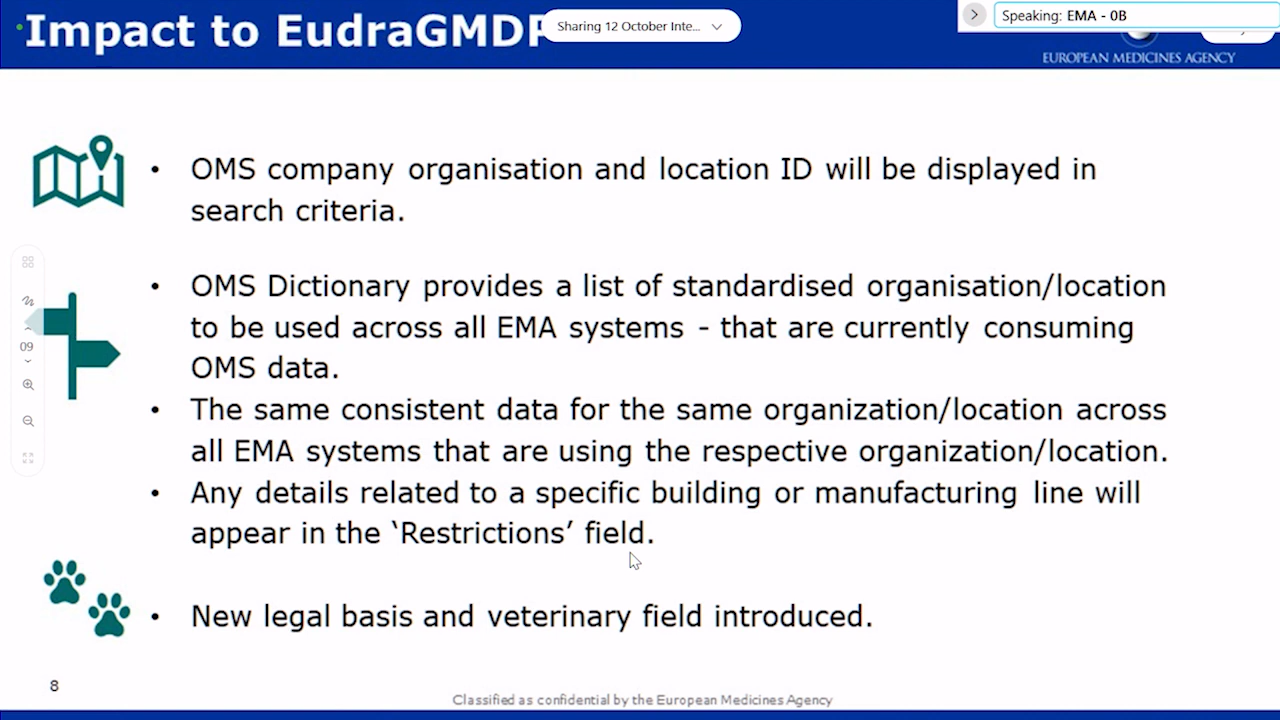 Impact to EudraGMDP
Sharing 12 October Inte...
Speaking: EMA - 0B
EUROPEAN MEDICINES AGENCY
• OMS company organisation and location ID will be displayed in
search criteria.
• OMS Dictionary provides a list of standardised organisation/location
to be used across all EMA systems - that are currently consuming
OMS data.
• The same consistent data for the same organization/location across
all EMA systems that are using the respective organization/location.
• Any details related to a specific building or manufacturing line will
appear in the ‘Restrictions’ field.
• New legal basis and veterinary field introduced.
09
8
Classified as confidential by the European Medicines Agency